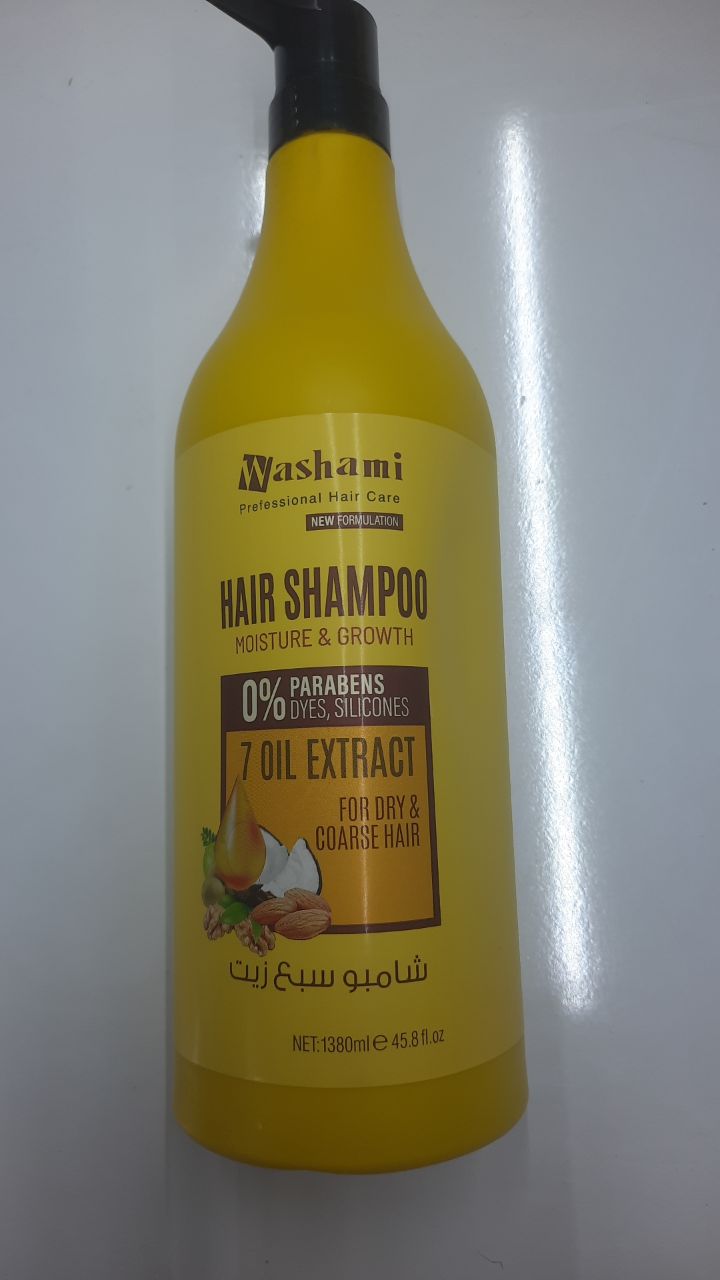 Washami
Prefessional Hair Care
NEW FORMULATION
HAIR SHAMPOO
MOISTURE & GROWTH
0% PARABENS
DYES, SILICONES
7 OIL EXTRACT
FOR DRY &
COARSE HAIR
شامبو سبع زيت
NET:1380ml e 45.8 fl.oz